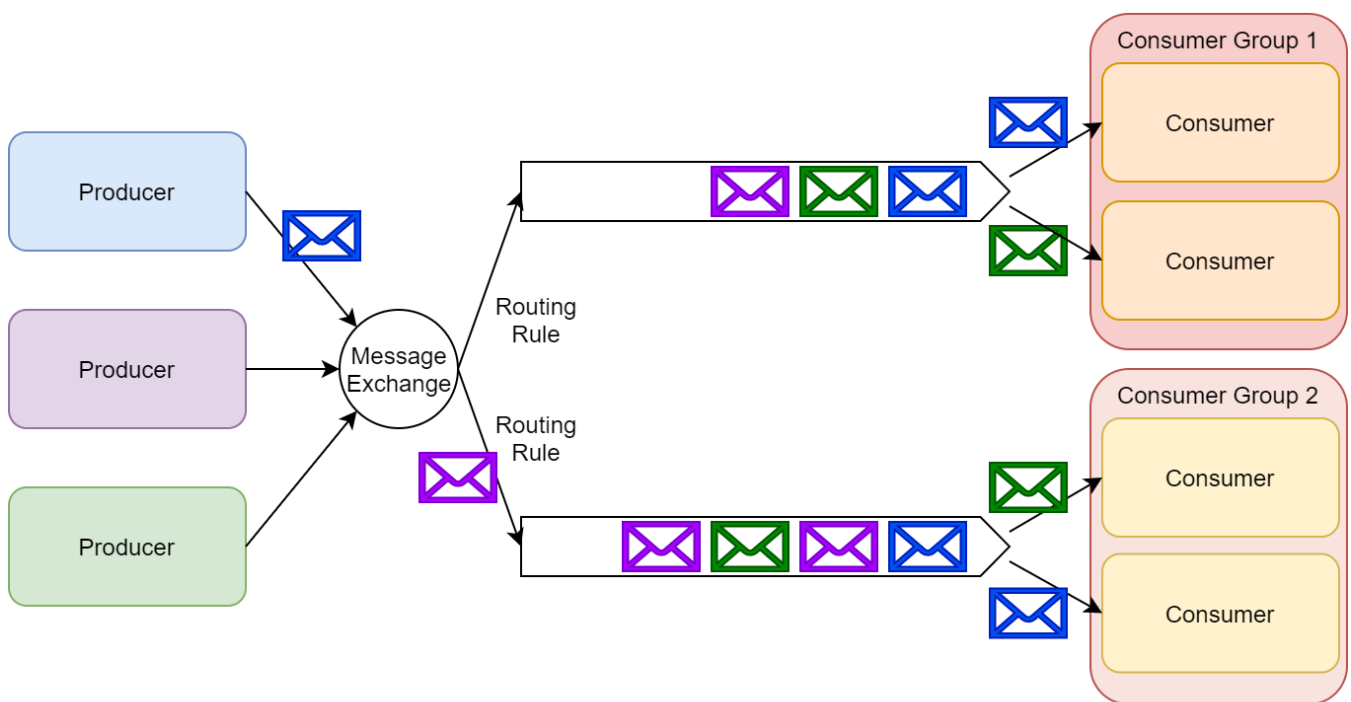 Consumer Group 1
Consumer
Consumer
Producer
Producer
Producer
Message
Exchange
Routing
Rule
Routing
Rule
Consumer Group 2
Consumer
Consumer